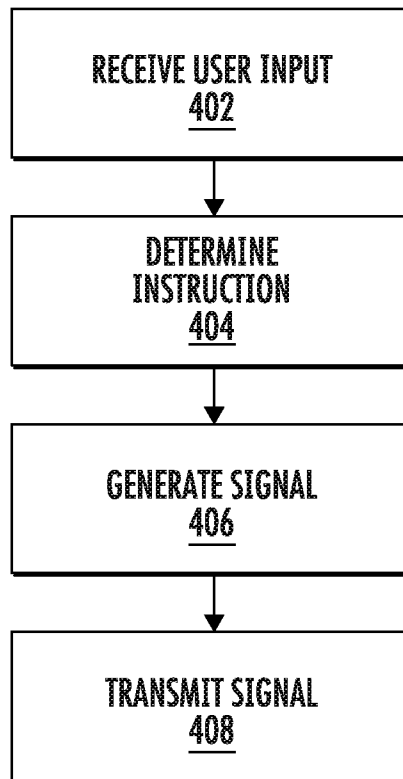 RECEIVE USER INPUT
402
DETERMINE
INSTRUCTION
404
GENERATE SIGNAL
406
TRANSMIT SIGNAL
408